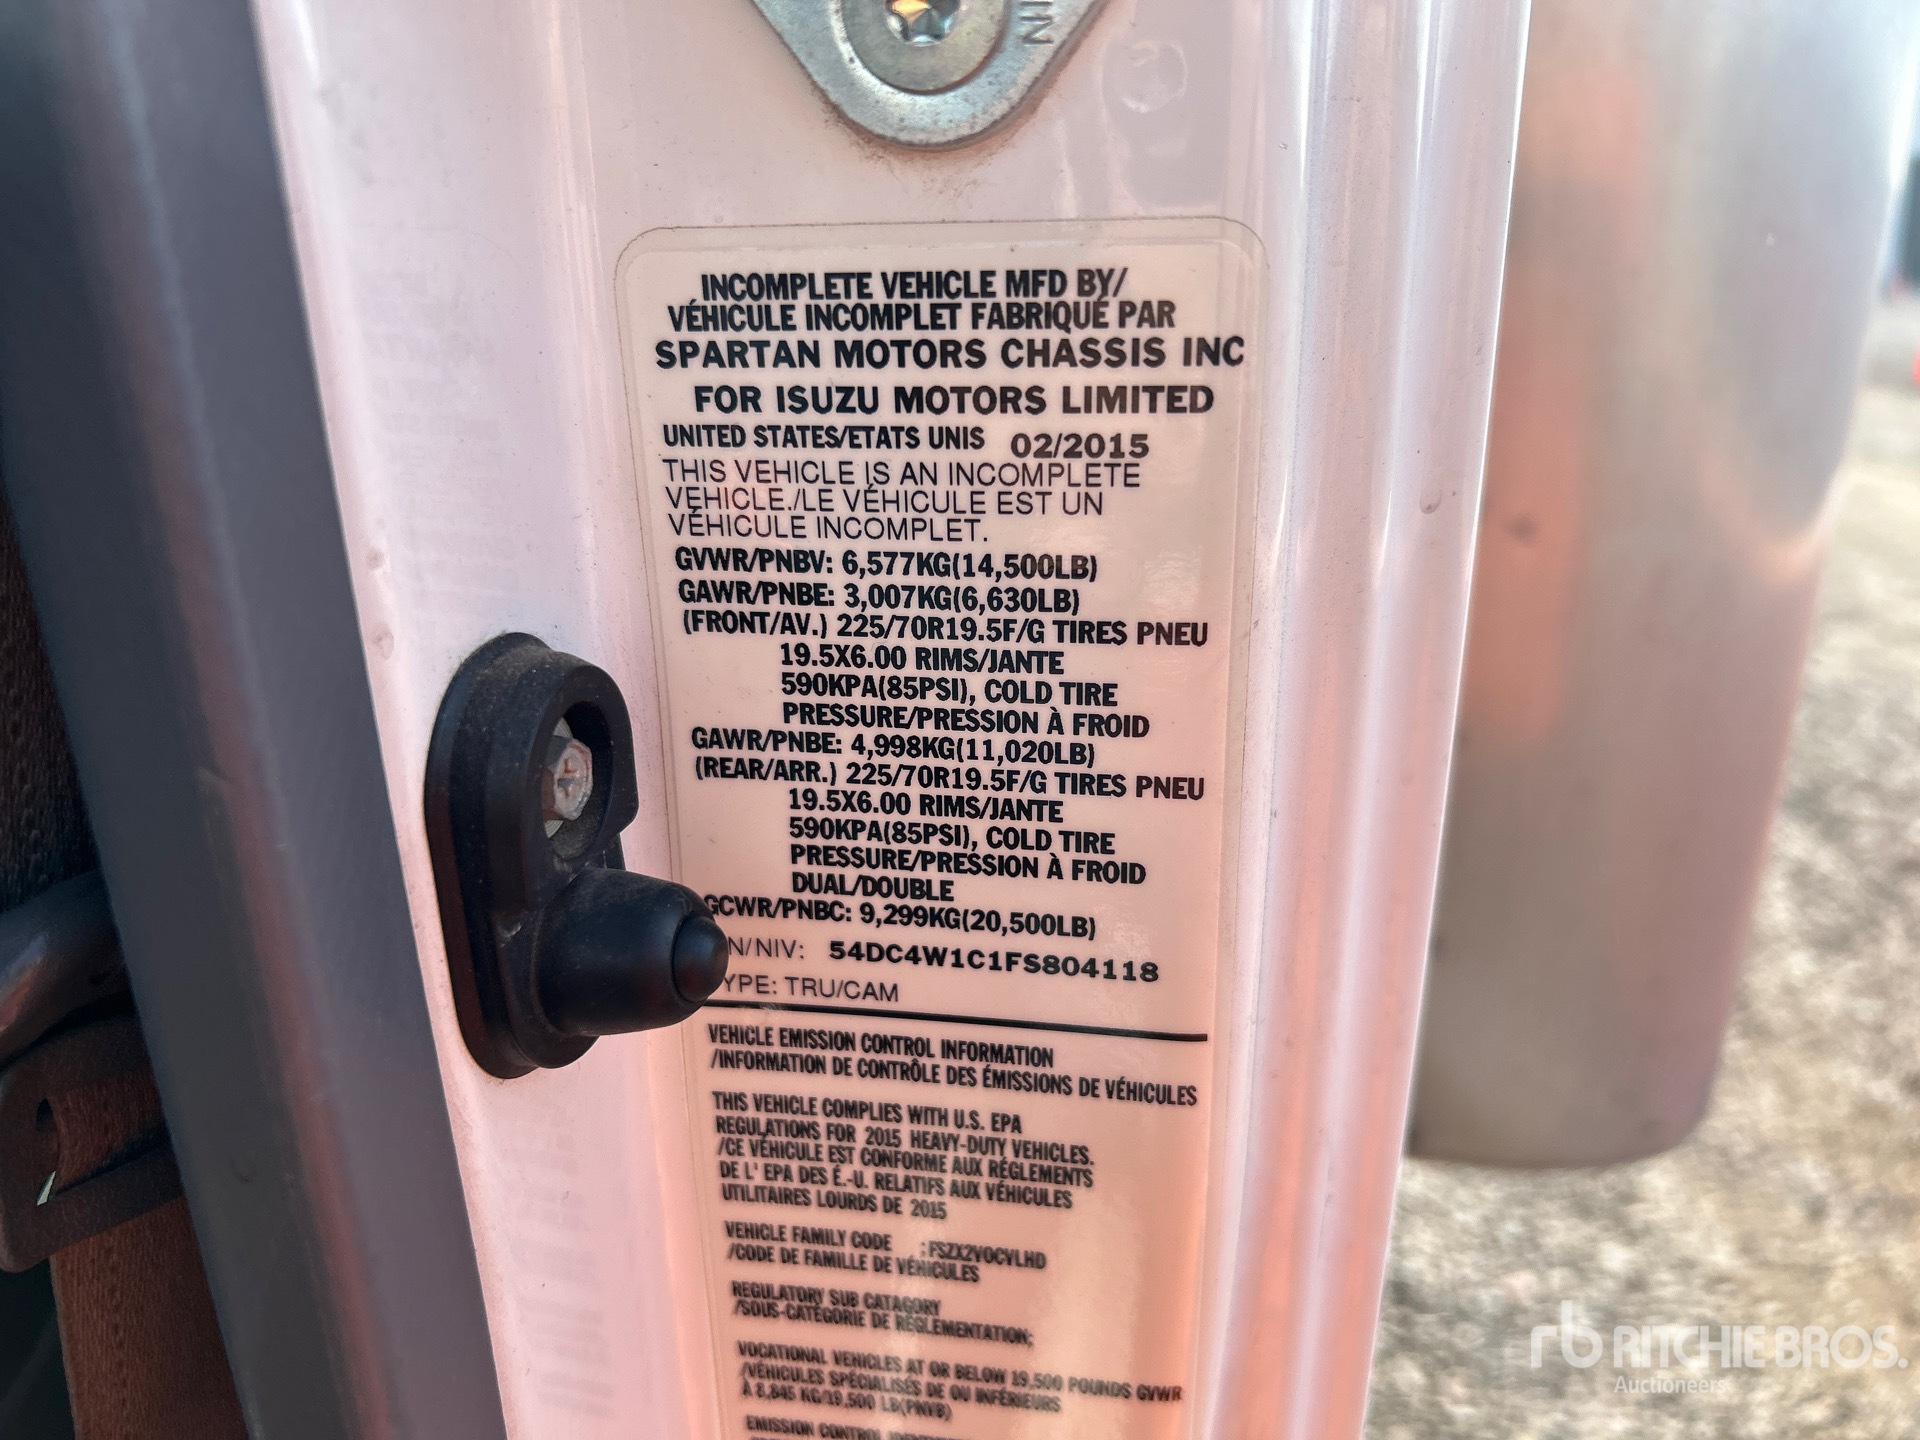 IN
INCOMPLETE VEHICLE MFD BY/
VÉHICULE INCOMPLET FABRIQUÉ PAR
SPARTAN MOTORS CHASSIS INC
FOR ISUZU MOTORS LIMITED
UNITED STATES/ETATS UNIS 02/2015
THIS VEHICLE IS AN INCOMPLETE
VEHICLE./LE VÉHICULE EST UN
VÉHICULE INCOMPLET.
GVWR/PNBV: 6,577KG(14,500LB)
GAWR/PNBE: 3,007KG(6,630LB)
(FRONT/AV.) 225/70R19.5F/G TIRES PNEU
19.5X6.00 RIMS/JANTE
590KPA(85PSI), COLD TIRE
PRESSURE/PRESSION À FROID
GAWR/PNBE: 4,998KG(11,020LB)
(REAR/ARR.) 225/70R19.5F/G TIRES PNEU
19.5X6.00 RIMS/JANTE
590KPA(85PSI), COLD TIRE
PRESSURE/PRESSION À FROID
DUAL/DOUBLE
GCWR/PNBC: 9,299KG(20,500LB)
N/NIV: 54DC4W1C1FS804118
YPE: TRU/CAM
VEHICLE EMISSION CONTROL INFORMATION
/INFORMATION DE CONTRÔLE DES ÉMISSIONS DE VÉHICULES
THIS VEHICLE COMPLIES WITH U.S. EPA
REGULATIONS FOR 2015 HEAVY-DUTY VEHICLES.
/CE VÉHICULE EST CONFORME AUX RÉGLEMENTS
DE L' EPA DES É.-U. RELATIFS AUX VÉHICULES
UTILITAIRES LOURDS DE 2015
VEHICLE FAMILY CODE :FSZX2VOCVLHD
/CODE DE FAMILLE DE VÉHICULES
REGULATORY SUB CATAGORY
/SOUS-CATÉGORIE DE RÉGLEMENTATION;
VOCATIONAL VEHICLES AT OR BELOW 19,500 POUNDS GVWR
/VÉHICULES SPÉCIALISÉS DE OU INFÉRIEURS
À 8,845 KG/19,500 LB(PNVB)
EMISSION CONTROL
rb RITCHIE BROS.
Auctioneers